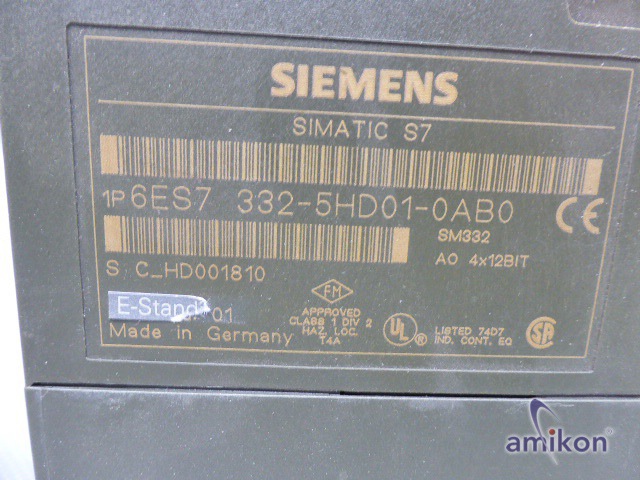 SIEMENS
SIMATIC S7
1P 6ES7 332-5HD01-0AB0
CE
SM332
S C_HD001810
AO 4x12BIT
FM
E-Stand 01
APPROVED
CLASS 1 DIV 2
HAZ. LOC.
T4A
Made in Germany
UL
LISTED 74D7
IND. CONT. EQ
SA
amikon